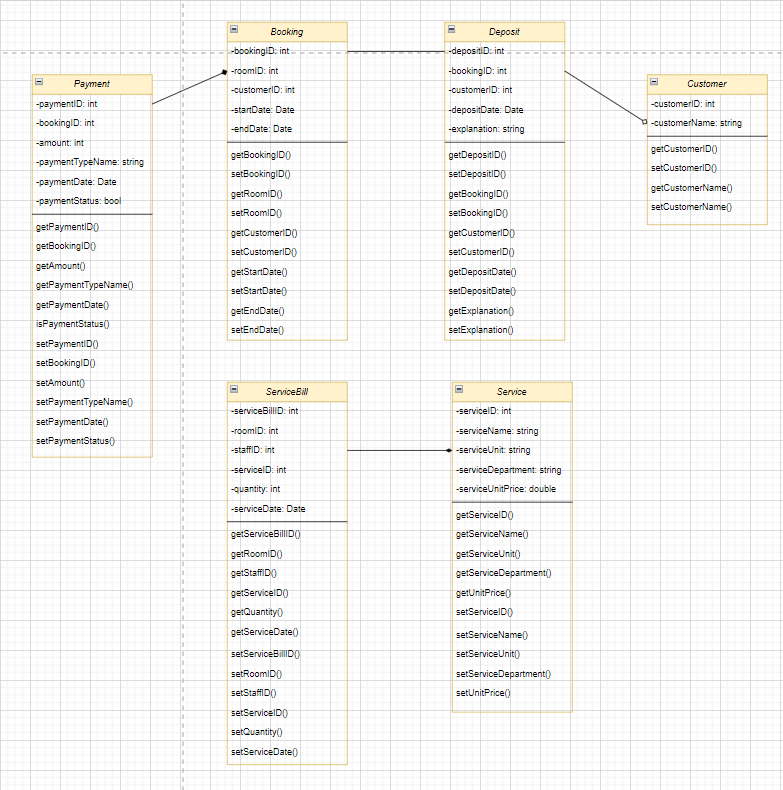 Booking
-bookingID: int
-roomID: int
-customerID: int
-startDate: Date
-endDate: Date
getBookingID()
setBookingID()
getRoomID()
setRoomID()
getCustomerID()
setCustomerID()
getStartDate()
setStartDate()
getEndDate()
setEndDate()
Deposit
-depositID: int
-bookingID: int
-customerID: int
-depositDate: Date
-explanation: string
getDepositID()
setDepositID()
getBookingID()
setBookingID()
getCustomerID()
setCustomerID()
getDepositDate()
setDepositDate()
getExplanation()
setExplanation()
Payment
-paymentID: int
-bookingID: int
-amount: int
-paymentTypeName: string
-paymentDate: Date
-paymentStatus: bool
getPaymentID()
getBookingID()
getAmount()
getPaymentTypeName()
getPaymentDate()
isPaymentStatus()
setPaymentID()
setBookingID()
setAmount()
setPaymentTypeName()
setPaymentDate()
setPaymentStatus()
Customer
-customerID: int
-customerName: string
getCustomerID()
setCustomerID()
getCustomerName()
setCustomerName()
ServiceBill
-serviceBillID: int
-roomID: int
-staffID: int
-serviceID: int
-quantity: int
-serviceDate: Date
getServiceBillID()
getRoomID()
getStaffID()
getServiceID()
getQuantity()
getServiceDate()
setServiceBillID()
setRoomID()
setStaffID()
setServiceID()
setQuantity()
setServiceDate()
Service
-serviceID: int
-serviceName: string
-serviceUnit: string
-serviceDepartment: string
-serviceUnitPrice: double
getServiceID()
getServiceName()
getServiceUnit()
getServiceDepartment()
getUnitPrice()
setServiceID()
setServiceName()
setServiceUnit()
setServiceDepartment()
setUnitPrice()